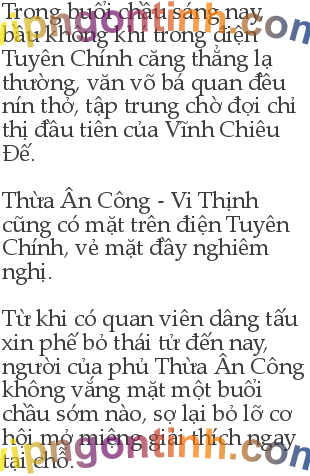 Trong buổi chầu sáng nay,
bầu không khí trong điện
Tuyên Chính căng thẳng lạ
thường, văn võ bá quan đều
nín thở, tập trung chờ đợi chỉ
thị đầu tiên của Vĩnh Chiêu
Đế.
Thừa Ân Công - Vi Thịnh
cũng có mặt trên điện Tuyên
Chính, vẻ mặt đầy nghiêm
nghị.
Từ khi có quan viên dâng tấu
xin phế bỏ thái tử đến nay,
người của phủ Thừa Ân Công
không vắng mặt một buổi
chầu sớm nào, sợ lại bỏ lỡ cơ
hội mở miệng giải thích ngay
tại chỗ.
vipngontinh.com
vipngontinh.com